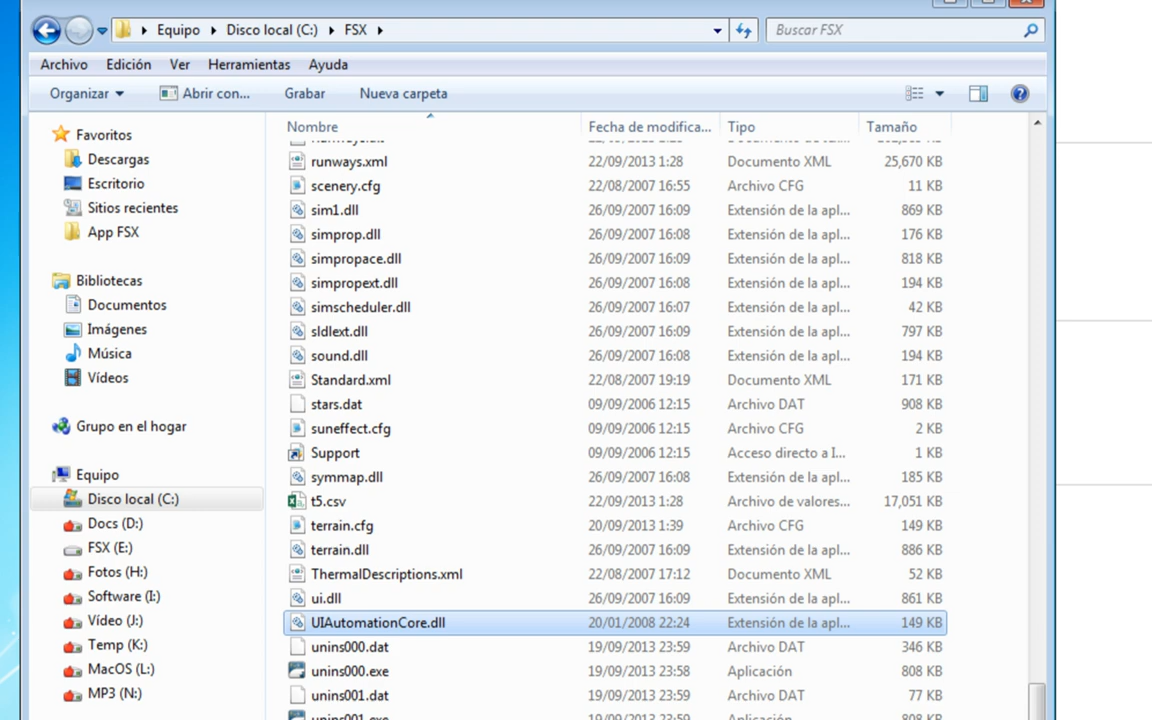 Equipo Disco local (C:) FSX Buscar FSX
Archivo Edición Ver Herramientas Ayuda
Organizar Abrir con... Grabar Nueva carpeta
Favoritos
Descargas
Escritorio
Sitios recientes
App FSX
Bibliotecas
Documentos
Imágenes
Música
Vídeos
Grupo en el hogar
Equipo
Disco local (C:)
Docs (D:)
FSX (E:)
Fotos (H:)
Software (I:)
Vídeo (J:)
Temp (K:)
MacOS (L:)
MP3 (N:)
Nombre Fecha de modifica... Tipo Tamaño
runways.xml 22/09/2013 1:28 Documento XML 25,670 KB
scenery.cfg 22/08/2007 16:55 Archivo CFG 11 KB
sim1.dll 26/09/2007 16:09 Extensión de la apl... 869 KB
simprop.dll 26/09/2007 16:08 Extensión de la apl... 176 KB
simpropace.dll 26/09/2007 16:08 Extensión de la apl... 818 KB
simpropext.dll 26/09/2007 16:08 Extensión de la apl... 194 KB
simscheduler.dll 26/09/2007 16:07 Extensión de la apl... 42 KB
sldlext.dll 26/09/2007 16:09 Extensión de la apl... 797 KB
sound.dll 26/09/2007 16:08 Extensión de la apl... 194 KB
Standard.xml 22/08/2007 19:19 Documento XML 171 KB
stars.dat 09/09/2006 12:15 Archivo DAT 908 KB
suneffect.cfg 09/09/2006 12:15 Archivo CFG 2 KB
Support 09/09/2006 12:15 Acceso directo a I... 1 KB
symmap.dll 26/09/2007 16:08 Extensión de la apl... 185 KB
t5.csv 22/09/2013 1:28 Archivo de valores... 17,051 KB
terrain.cfg 20/09/2013 1:39 Archivo CFG 149 KB
terrain.dll 26/09/2007 16:09 Extensión de la apl... 886 KB
ThermalDescriptions.xml 22/08/2007 17:12 Documento XML 52 KB
ui.dll 26/09/2007 16:09 Extensión de la apl... 861 KB
UIAutomationCore.dll 20/01/2008 22:24 Extensión de la apl... 149 KB
unins000.dat 19/09/2013 23:59 Archivo DAT 346 KB
unins000.exe 19/09/2013 23:58 Aplicación 808 KB
unins001.dat 19/09/2013 23:59 Archivo DAT 77 KB
unins001.exe 19/09/2013 23:59 Aplicación 808 KB